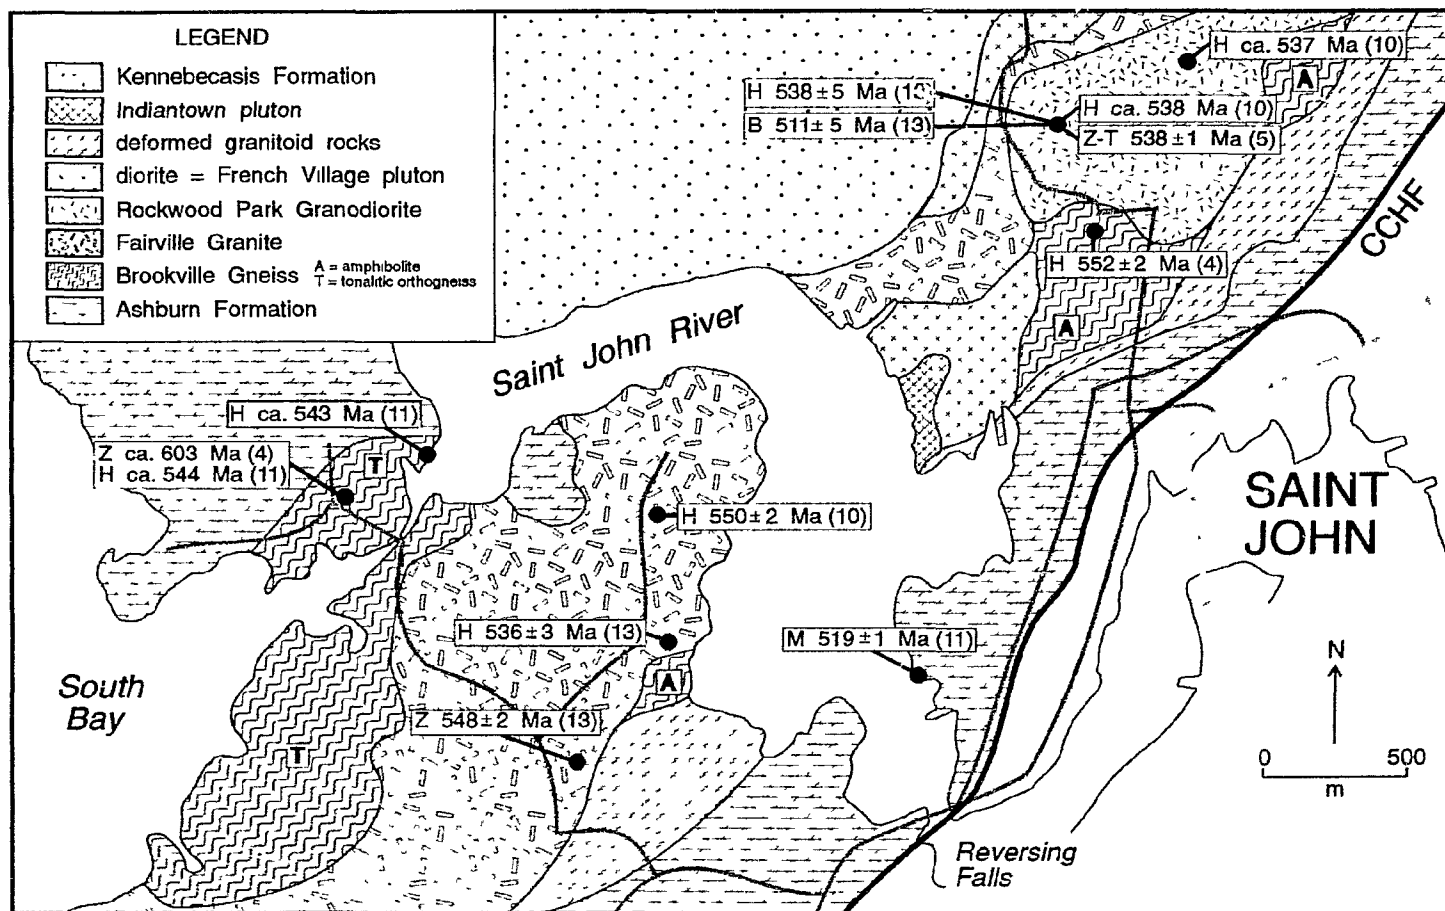 LEGEND
Kennebecasis Formation
Indiantown pluton
deformed granitoid rocks
diorite = French Village pluton
Rockwood Park Granodiorite
Fairville Granite
Brookville Gneiss A = amphibolite
T = tonalitic orthogneiss
Ashburn Formation
H ca. 537 Ma (10)
A
H 538±5 Ma (13)
B 511±5 Ma (13)
H ca. 538 Ma (10)
Z-T 538±1 Ma (5)
CCHF
H 552±2 Ma (4)
A
Saint John River
H ca. 543 Ma (11)
Z ca. 603 Ma (4)
H ca. 544 Ma (11)
T
H 550±2 Ma (10)
SAINT
JOHN
H 536±3 Ma (13)
M 519±1 Ma (11)
N
A
South
Bay
Z 548±2 Ma (13)
T
0 500
m
Reversing
Falls